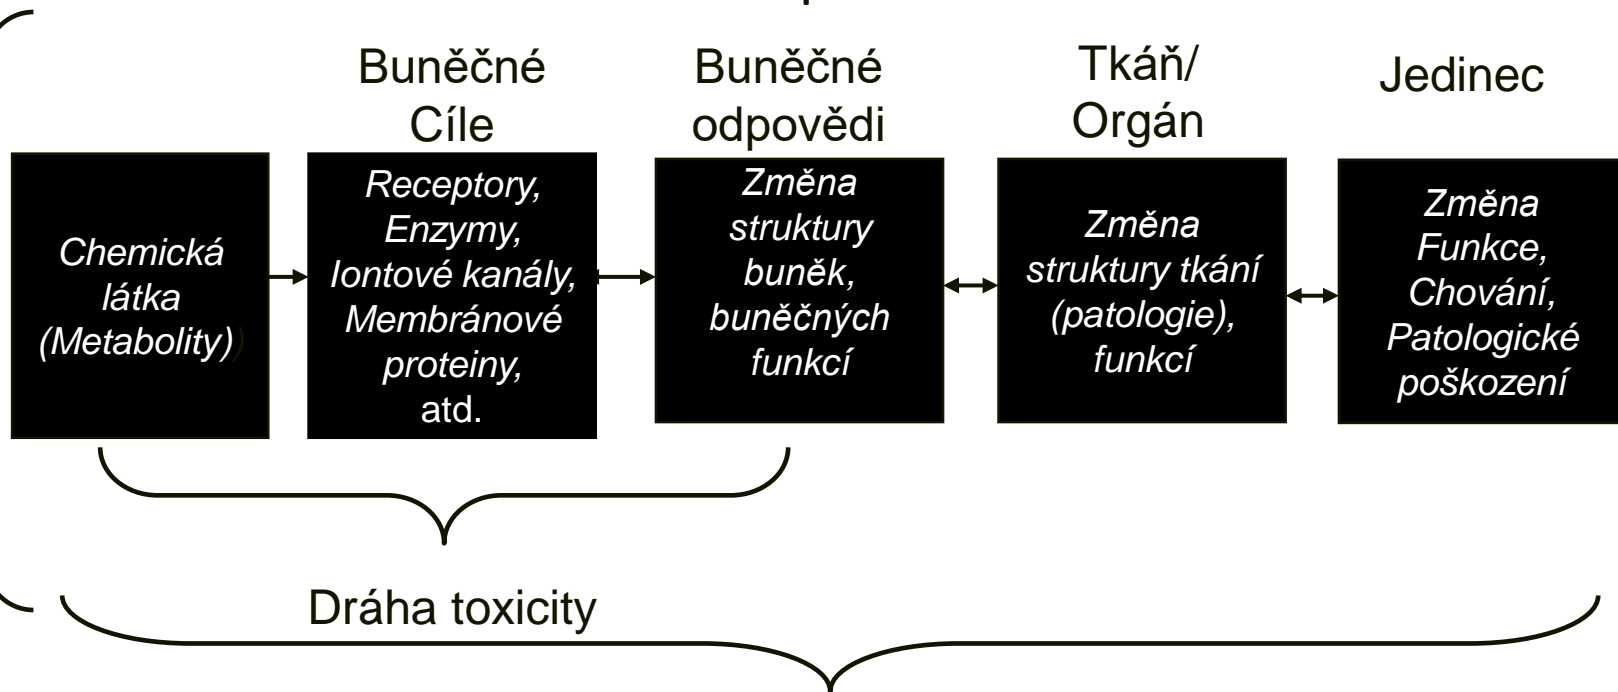 Buněčné
Cíle
Buněčné
odpovědi
Tkáň/
Orgán
Jedinec
Chemická
látka
(Metabolity))
Receptory,
Enzymy,
Iontové kanály,
Membránové
proteiny,
atd.
Změna
struktury
buněk,
buněčných
funkcí
Změna
struktury tkání
(patologie),
funkcí
Změna
Funkce,
Chování,
Patologické
poškození
Dráha toxicity